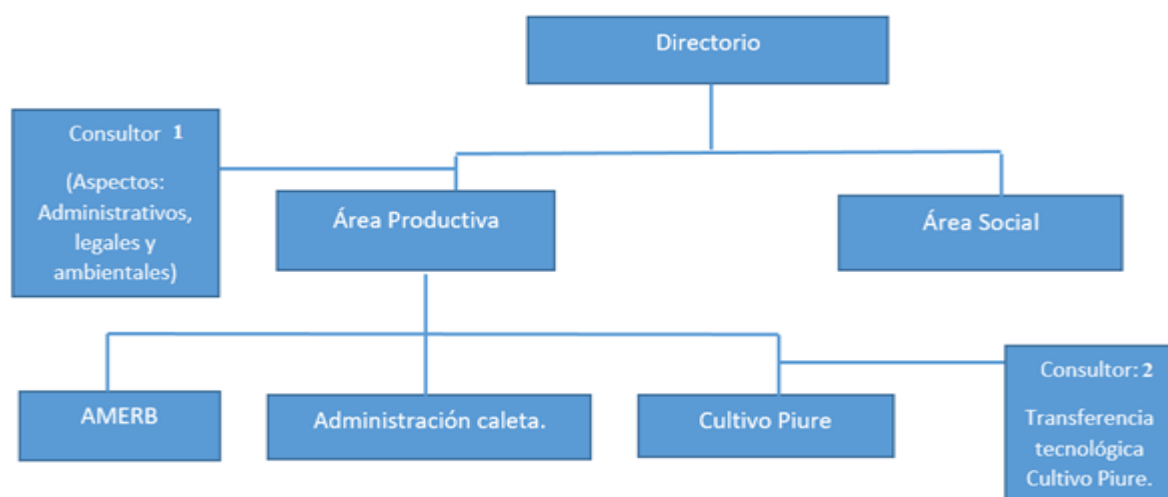 Directorio
Consultor 1
(Aspectos:
Administrativos,
legales y
ambientales)
Área Productiva
Área Social
AMERB
Administración caleta.
Cultivo Piure
Consultor: 2
Transferencia
tecnológica
Cultivo Piure.